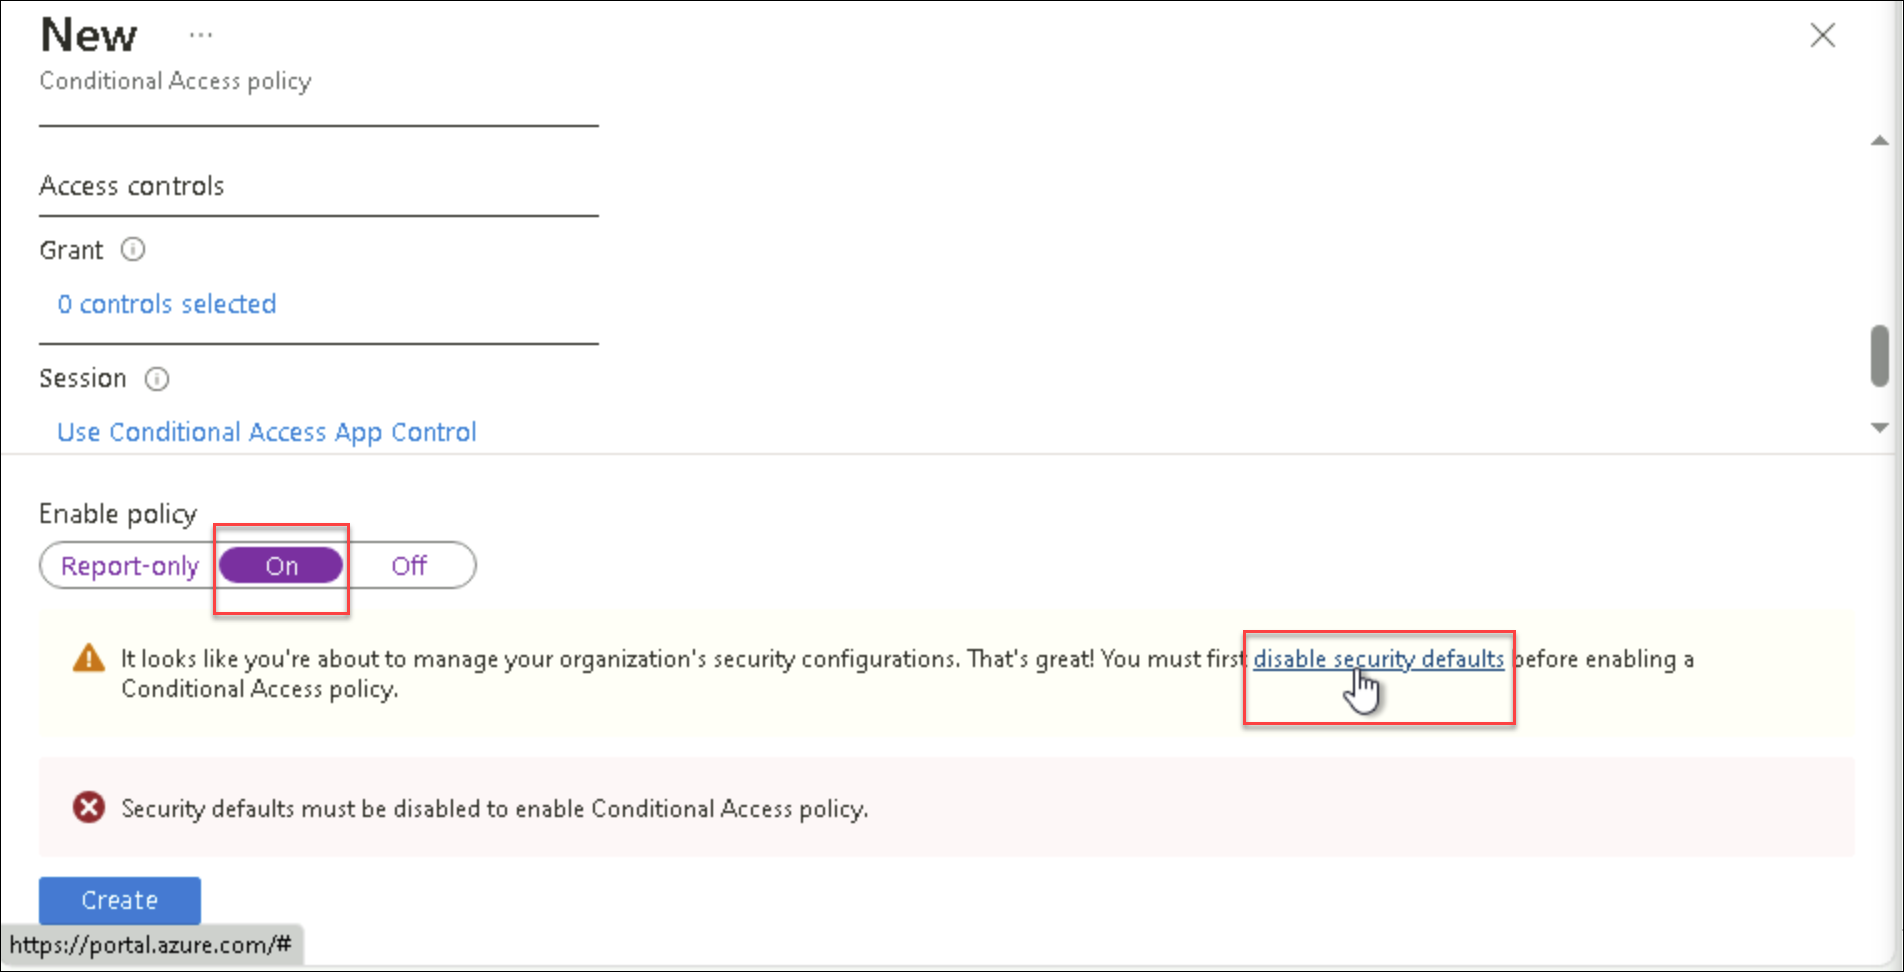 New ...
Conditional Access policy
Access controls
Grant
0 controls selected
Session
Use Conditional Access App Control
Enable policy
Report-only On Off
It looks like you're about to manage your organization's security configurations. That's great! You must first disable security defaults before enabling a
Conditional Access policy.
Security defaults must be disabled to enable Conditional Access policy.
Create
https://portal.azure.com/#